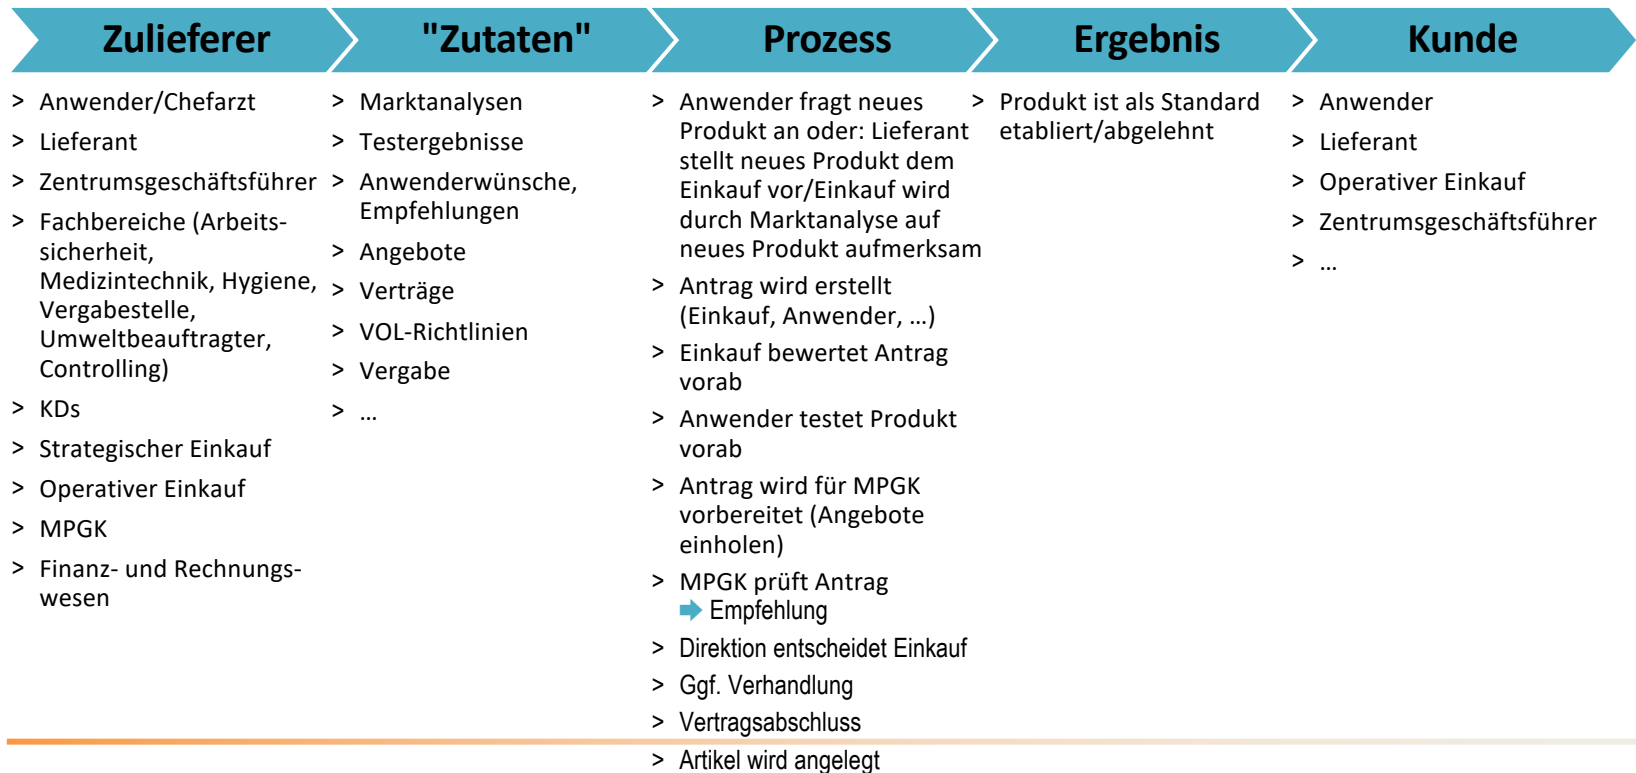 Zulieferer
"Zutaten"
Prozess
Ergebnis
Kunde
> Anwender/Chefarzt
> Lieferant
> Zentrumsgeschäftsführer
> Fachbereiche (Arbeits-
sicherheit,
Medizintechnik, Hygiene,
Vergabestelle,
Umweltbeauftragter,
Controlling)
> KDs
> Strategischer Einkauf
> Operativer Einkauf
> MPGK
> Finanz- und Rechnungs-
wesen
> Marktanalysen
> Testergebnisse
> Anwenderwünsche,
Empfehlungen
> Angebote
> Verträge
> VOL-Richtlinien
> Vergabe
> ...
> Anwender fragt neues
Produkt an oder: Lieferant
stellt neues Produkt dem
Einkauf vor/Einkauf wird
durch Marktanalyse auf
neues Produkt aufmerksam
> Antrag wird erstellt
(Einkauf, Anwender, ...)
> Einkauf bewertet Antrag
vorab
> Anwender testet Produkt
vorab
> Antrag wird für MPGK
vorbereitet (Angebote
einholen)
> MPGK prüft Antrag
Empfehlung
> Direktion entscheidet Einkauf
> Ggf. Verhandlung
> Vertragsabschluss
> Artikel wird angelegt
> Produkt ist als Standard
etabliert/abgelehnt
> Anwender
> Lieferant
> Operativer Einkauf
> Zentrumsgeschäftsführer
> ...